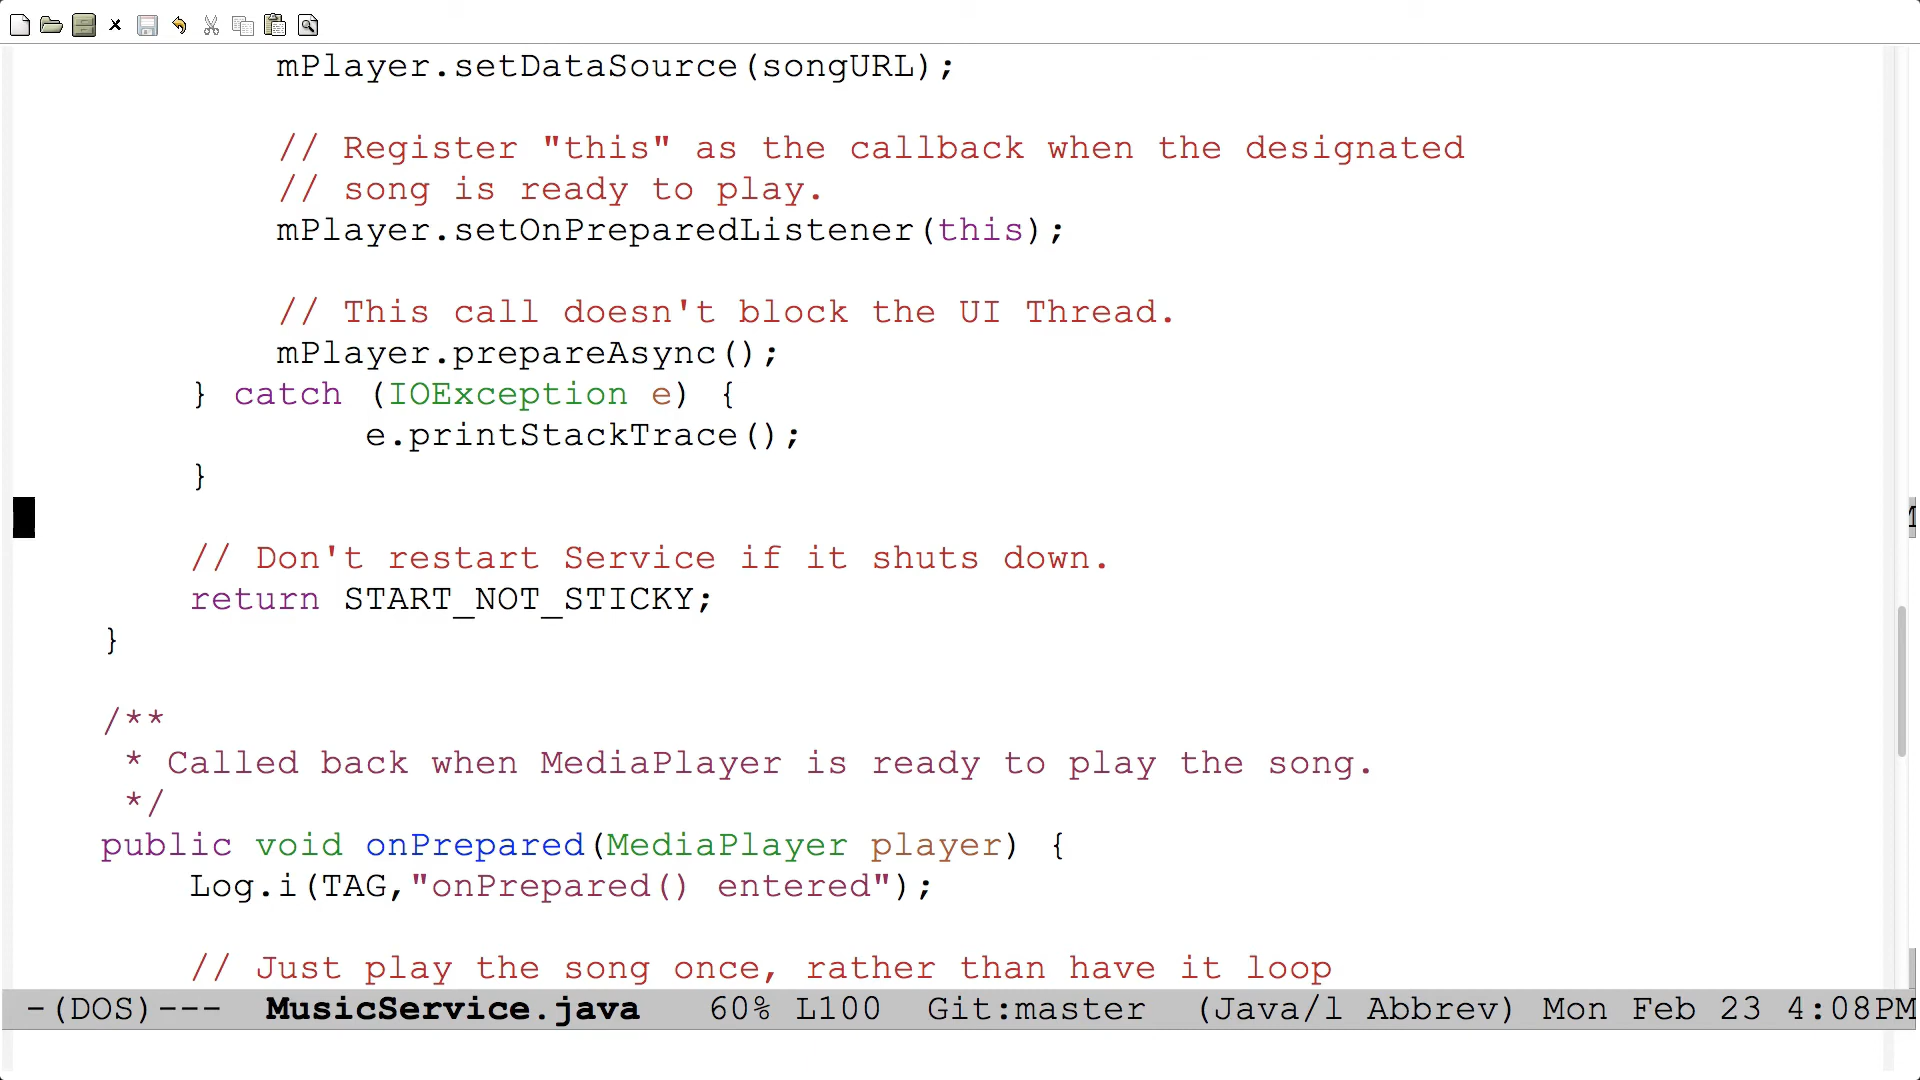 mPlayer.setDataSource(songURL);
// Register "this" as the callback when the designated
// song is ready to play.
mPlayer.setOnPreparedListener(this);
// This call doesn't block the UI Thread.
mPlayer.prepareAsync();
} catch (IOException e) {
e.printStackTrace();
}
// Don't restart Service if it shuts down.
return START_NOT_STICKY;
}
/**
* Called back when MediaPlayer is ready to play the song.
*/
public void onPrepared(MediaPlayer player) {
Log.i(TAG,"onPrepared() entered");
// Just play the song once, rather than have it loop
-(DOS)--- MusicService.java 60% L100 Git:master (Java/l Abbrev) Mon Feb 23 4:08PM